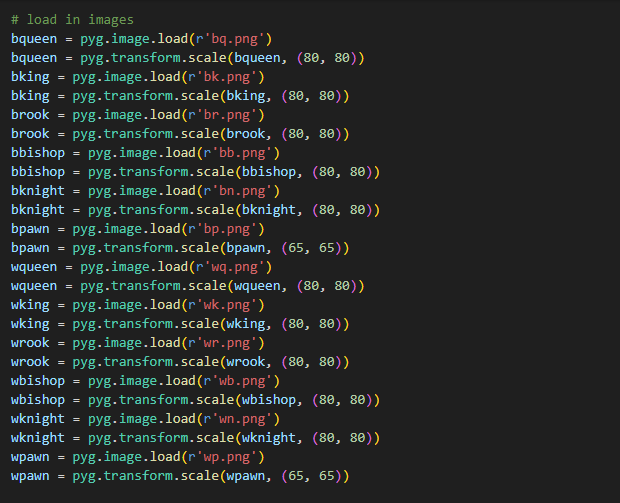 # load in images
bqueen = pyg.image.load(r'bq.png')
bqueen = pyg.transform.scale(bqueen, (80, 80))
bking = pyg.image.load(r'bk.png')
bking = pyg.transform.scale(bking, (80, 80))
brook = pyg.image.load(r'br.png')
brook = pyg.transform.scale(brook, (80, 80))
bbishop = pyg.image.load(r'bb.png')
bbishop = pyg.transform.scale(bbishop, (80, 80))
bknight = pyg.image.load(r'bn.png')
bknight = pyg.transform.scale(bknight, (80, 80))
bpawn = pyg.image.load(r'bp.png')
bpawn = pyg.transform.scale(bpawn, (65, 65))
wqueen = pyg.image.load(r'wq.png')
wqueen = pyg.transform.scale(wqueen, (80, 80))
wking = pyg.image.load(r'wk.png')
wking = pyg.transform.scale(wking, (80, 80))
wrook = pyg.image.load(r'wr.png')
wrook = pyg.transform.scale(wrook, (80, 80))
wbishop = pyg.image.load(r'wb.png')
wbishop = pyg.transform.scale(wbishop, (80, 80))
wknight = pyg.image.load(r'wn.png')
wknight = pyg.transform.scale(wknight, (80, 80))
wpawn = pyg.image.load(r'wp.png')
wpawn = pyg.transform.scale(wpawn, (65, 65))